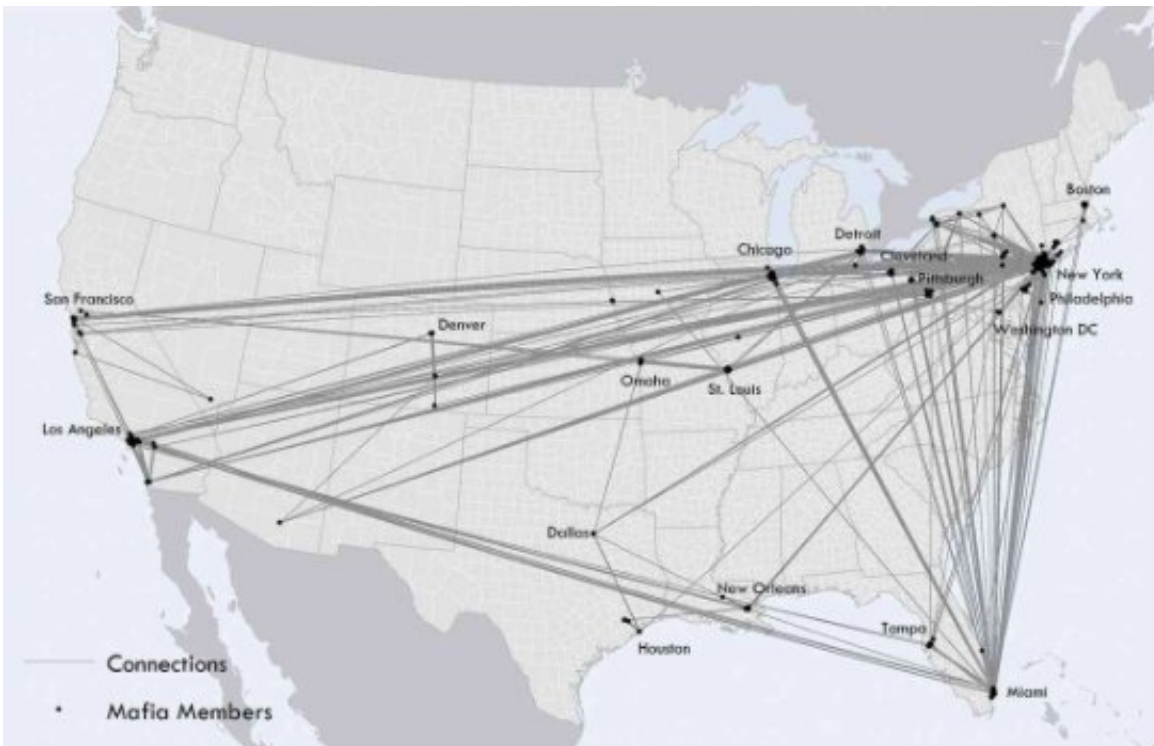 Boston
Detroit
Chicago
Cleveland
New York
Pittsburgh
San Francisco
Philadelphia
Denver
Washington DC
Omaha
St. Louis
Los Angeles
Dallas
New Orleans
Tampa
Houston
Connections
Miami
Mafia Members